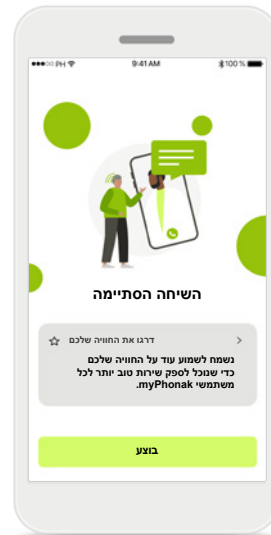 PH 9:41 AM 100%
השיחה הסתיימה
דרגו את החוויה שלכם
נשמח לשמוע עוד על החוויה שלכם
כדי שנוכל לספק שירות טוב יותר לכל
משתמשי myPhonak.
בוצע